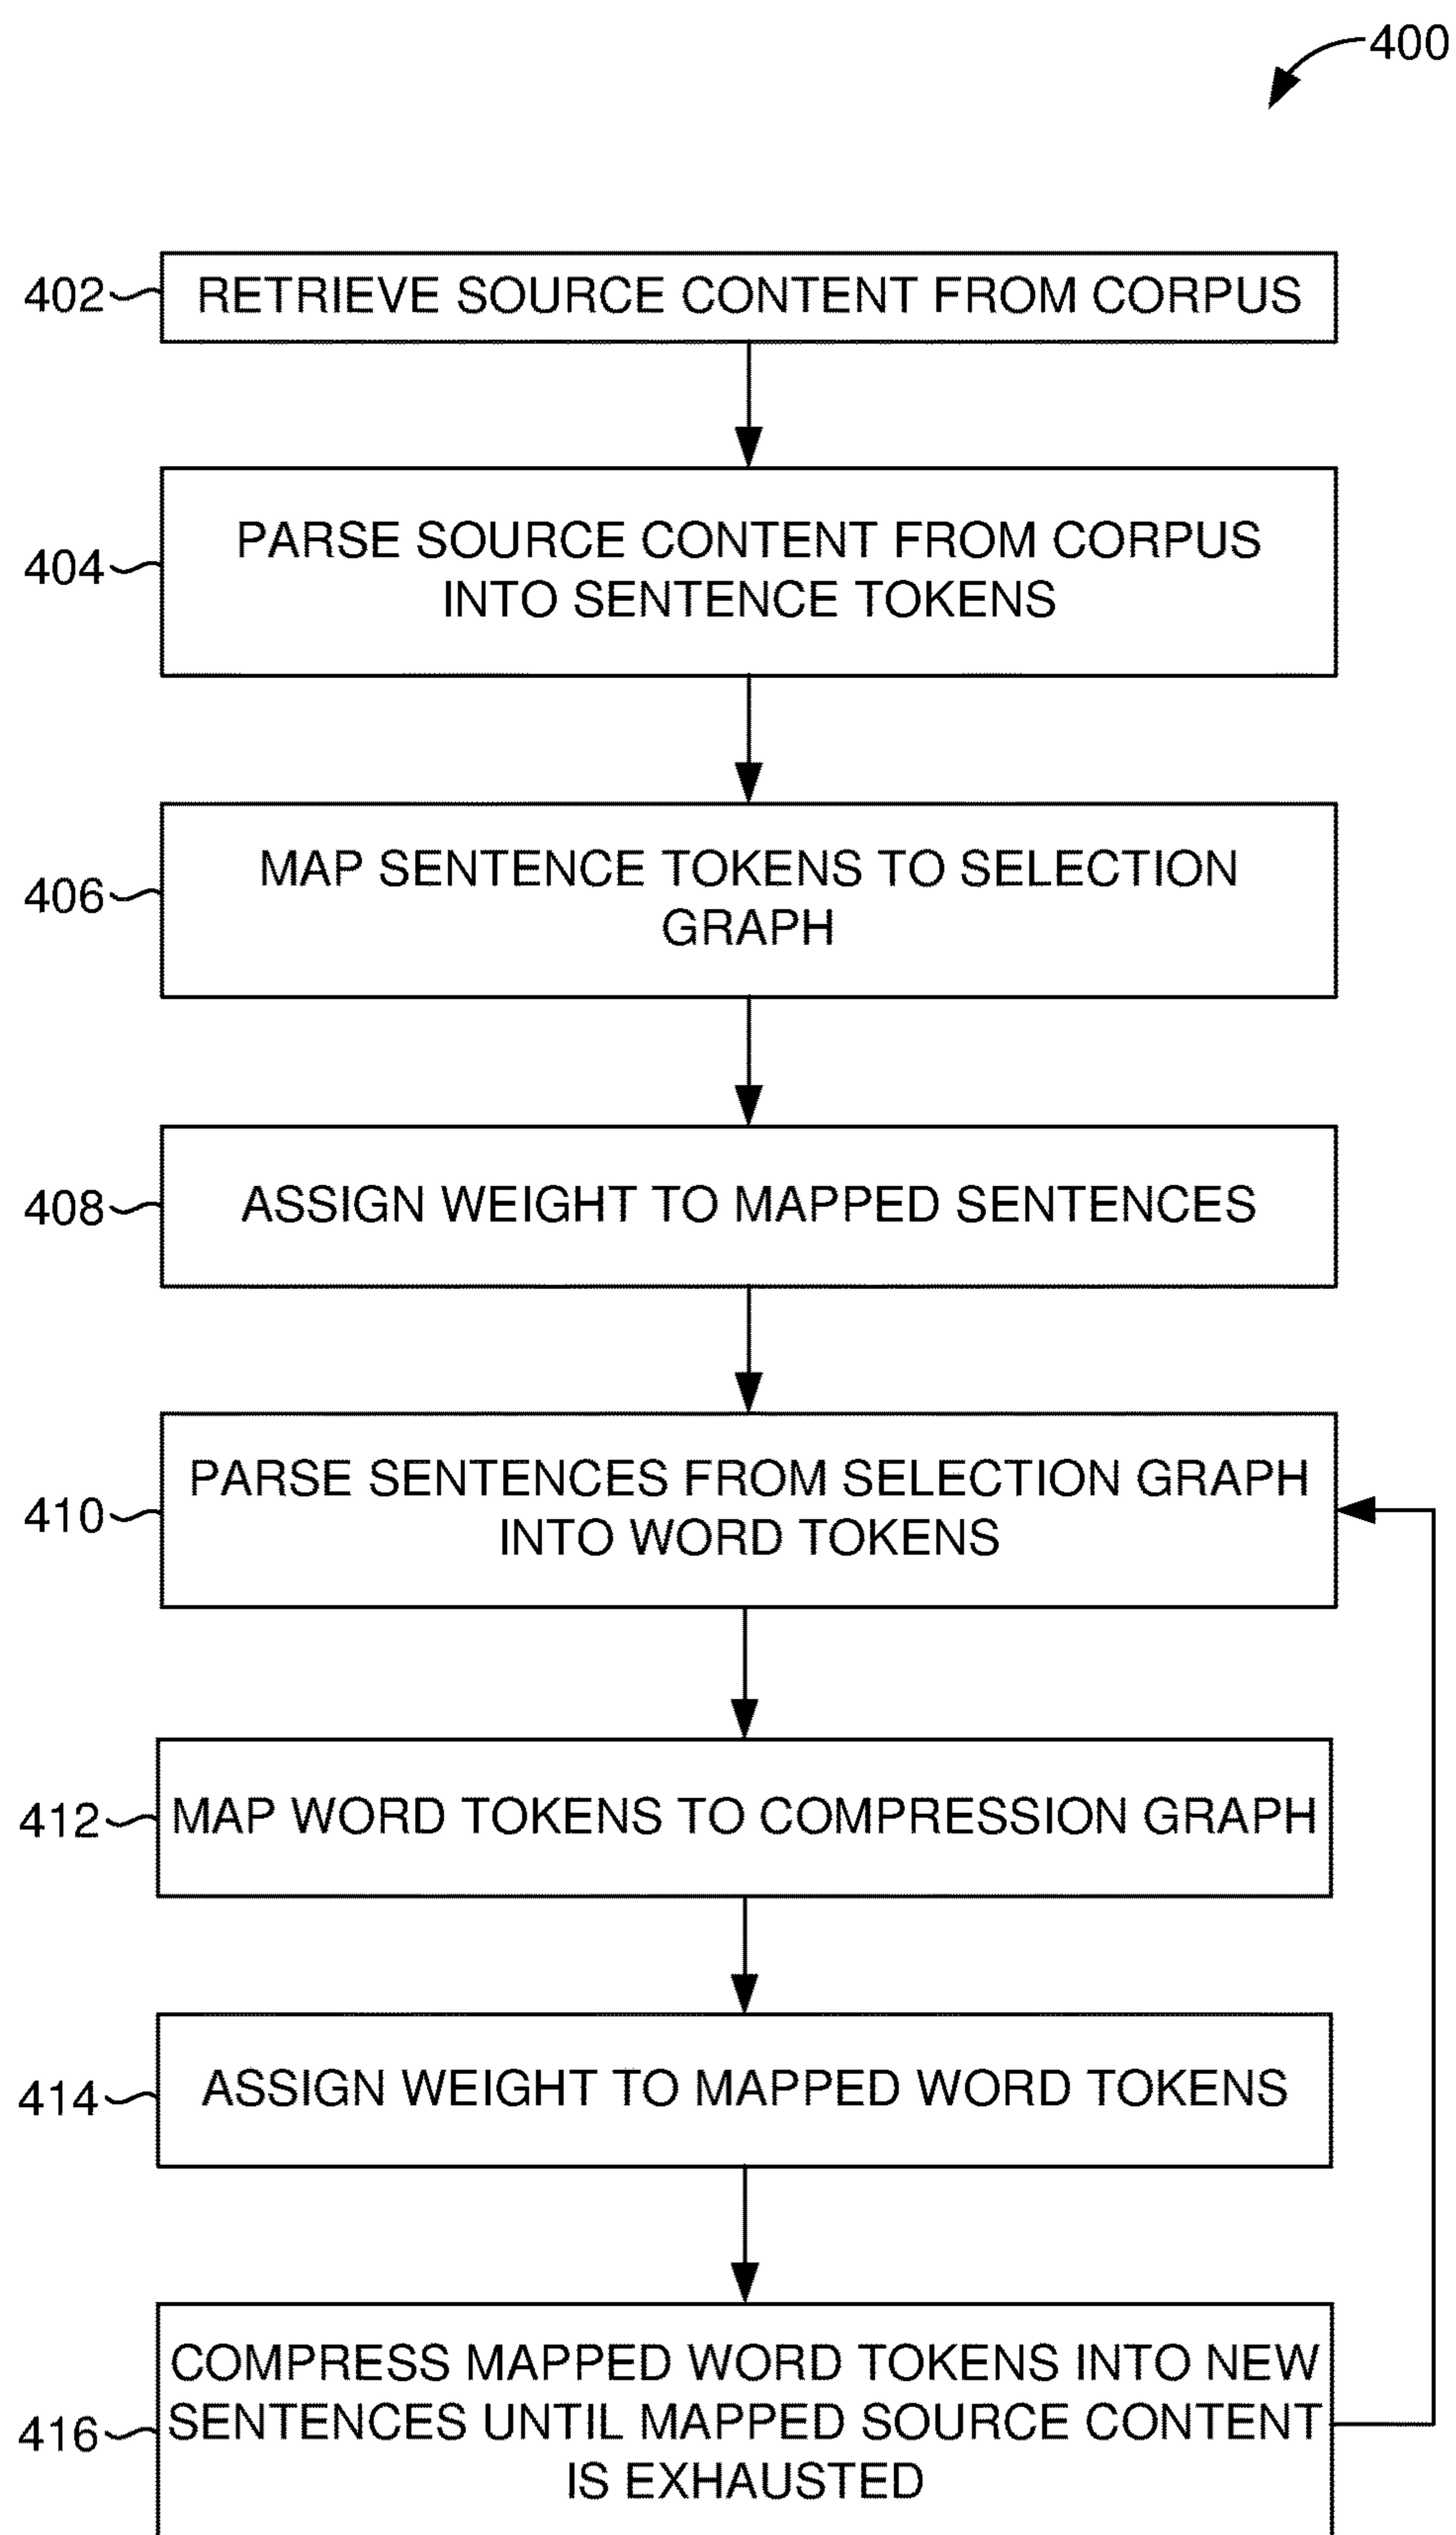 400
402
RETRIEVE SOURCE CONTENT FROM CORPUS
404
PARSE SOURCE CONTENT FROM CORPUS
INTO SENTENCE TOKENS
406
MAP SENTENCE TOKENS TO SELECTION
GRAPH
408
ASSIGN WEIGHT TO MAPPED SENTENCES
410
PARSE SENTENCES FROM SELECTION GRAPH
INTO WORD TOKENS
412
MAP WORD TOKENS TO COMPRESSION GRAPH
414
ASSIGN WEIGHT TO MAPPED WORD TOKENS
416
COMPRESS MAPPED WORD TOKENS INTO NEW
SENTENCES UNTIL MAPPED SOURCE CONTENT
IS EXHAUSTED